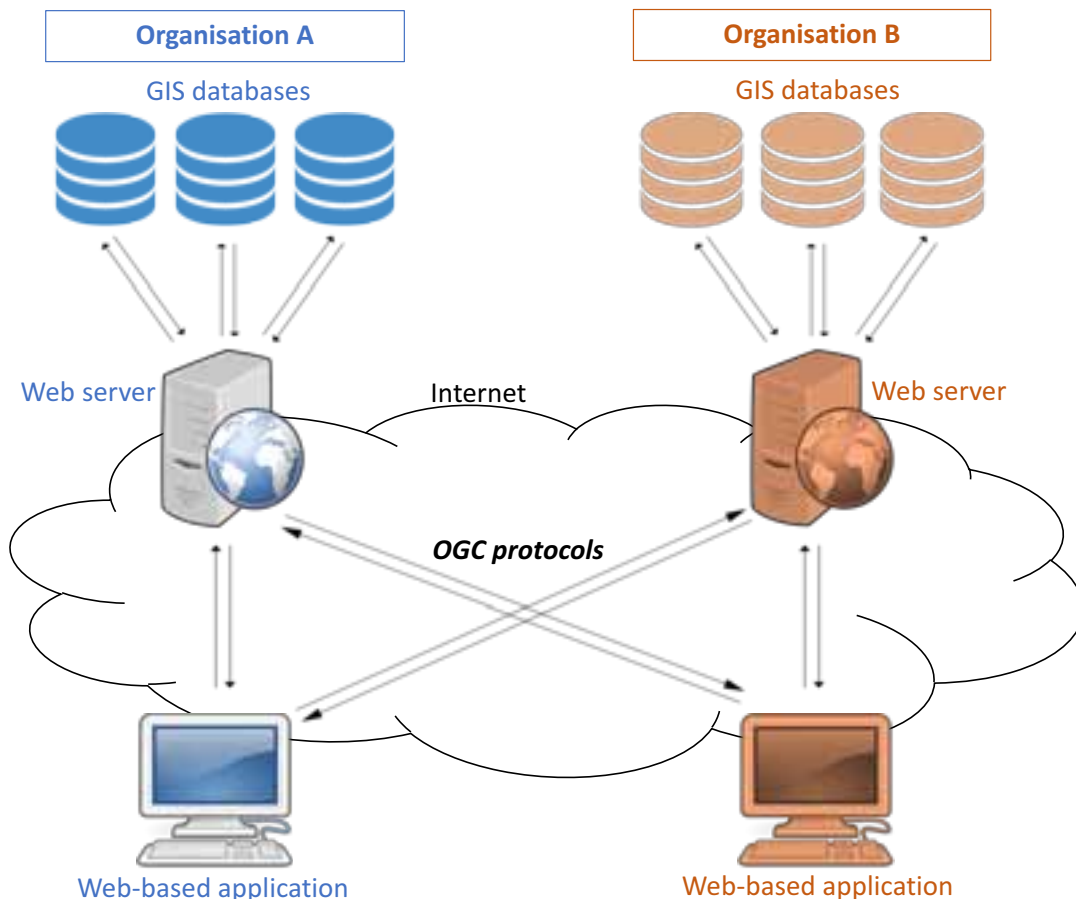 Organisation A
Organisation B
GIS databases
GIS databases
Web server
Internet
Web server
OGC protocols
Web-based application
Web-based application